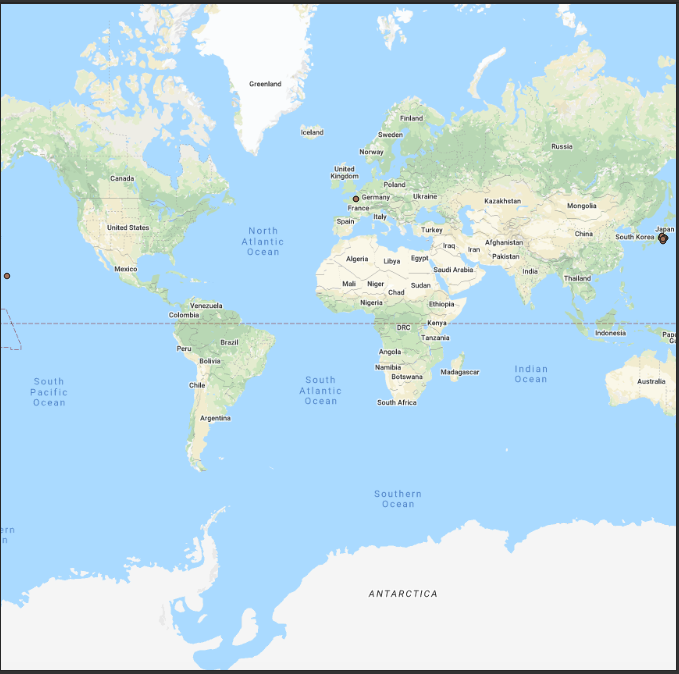 Greenland
Iceland
Finland
Sweden
Norway
Russia
United
Kingdom
Canada
Poland
Germany
Ukraine
Kazakhstan
France
Mongolia
Spain
Italy
United States
North
Atlantic
Ocean
Turkey
China
South Korea
Japan
Iraq
Iran
Afghanistan
Algeria
Libya
Egypt
Pakistan
Mexico
Saudi Arabia
India
Thailand
Mali
Niger
Chad
Sudan
Venezuela
Nigeria
Ethiopia
Colombia
Kenya
DRC
Indonesia
Brazil
Tanzania
Peru
Angola
Bolivia
Namibia
Botswana
Madagascar
Indian
Ocean
Australia
South
Pacific
Ocean
Chile
South
Atlantic
Ocean
South Africa
Argentina
Southern
Ocean
ern
n
ANTARCTICA